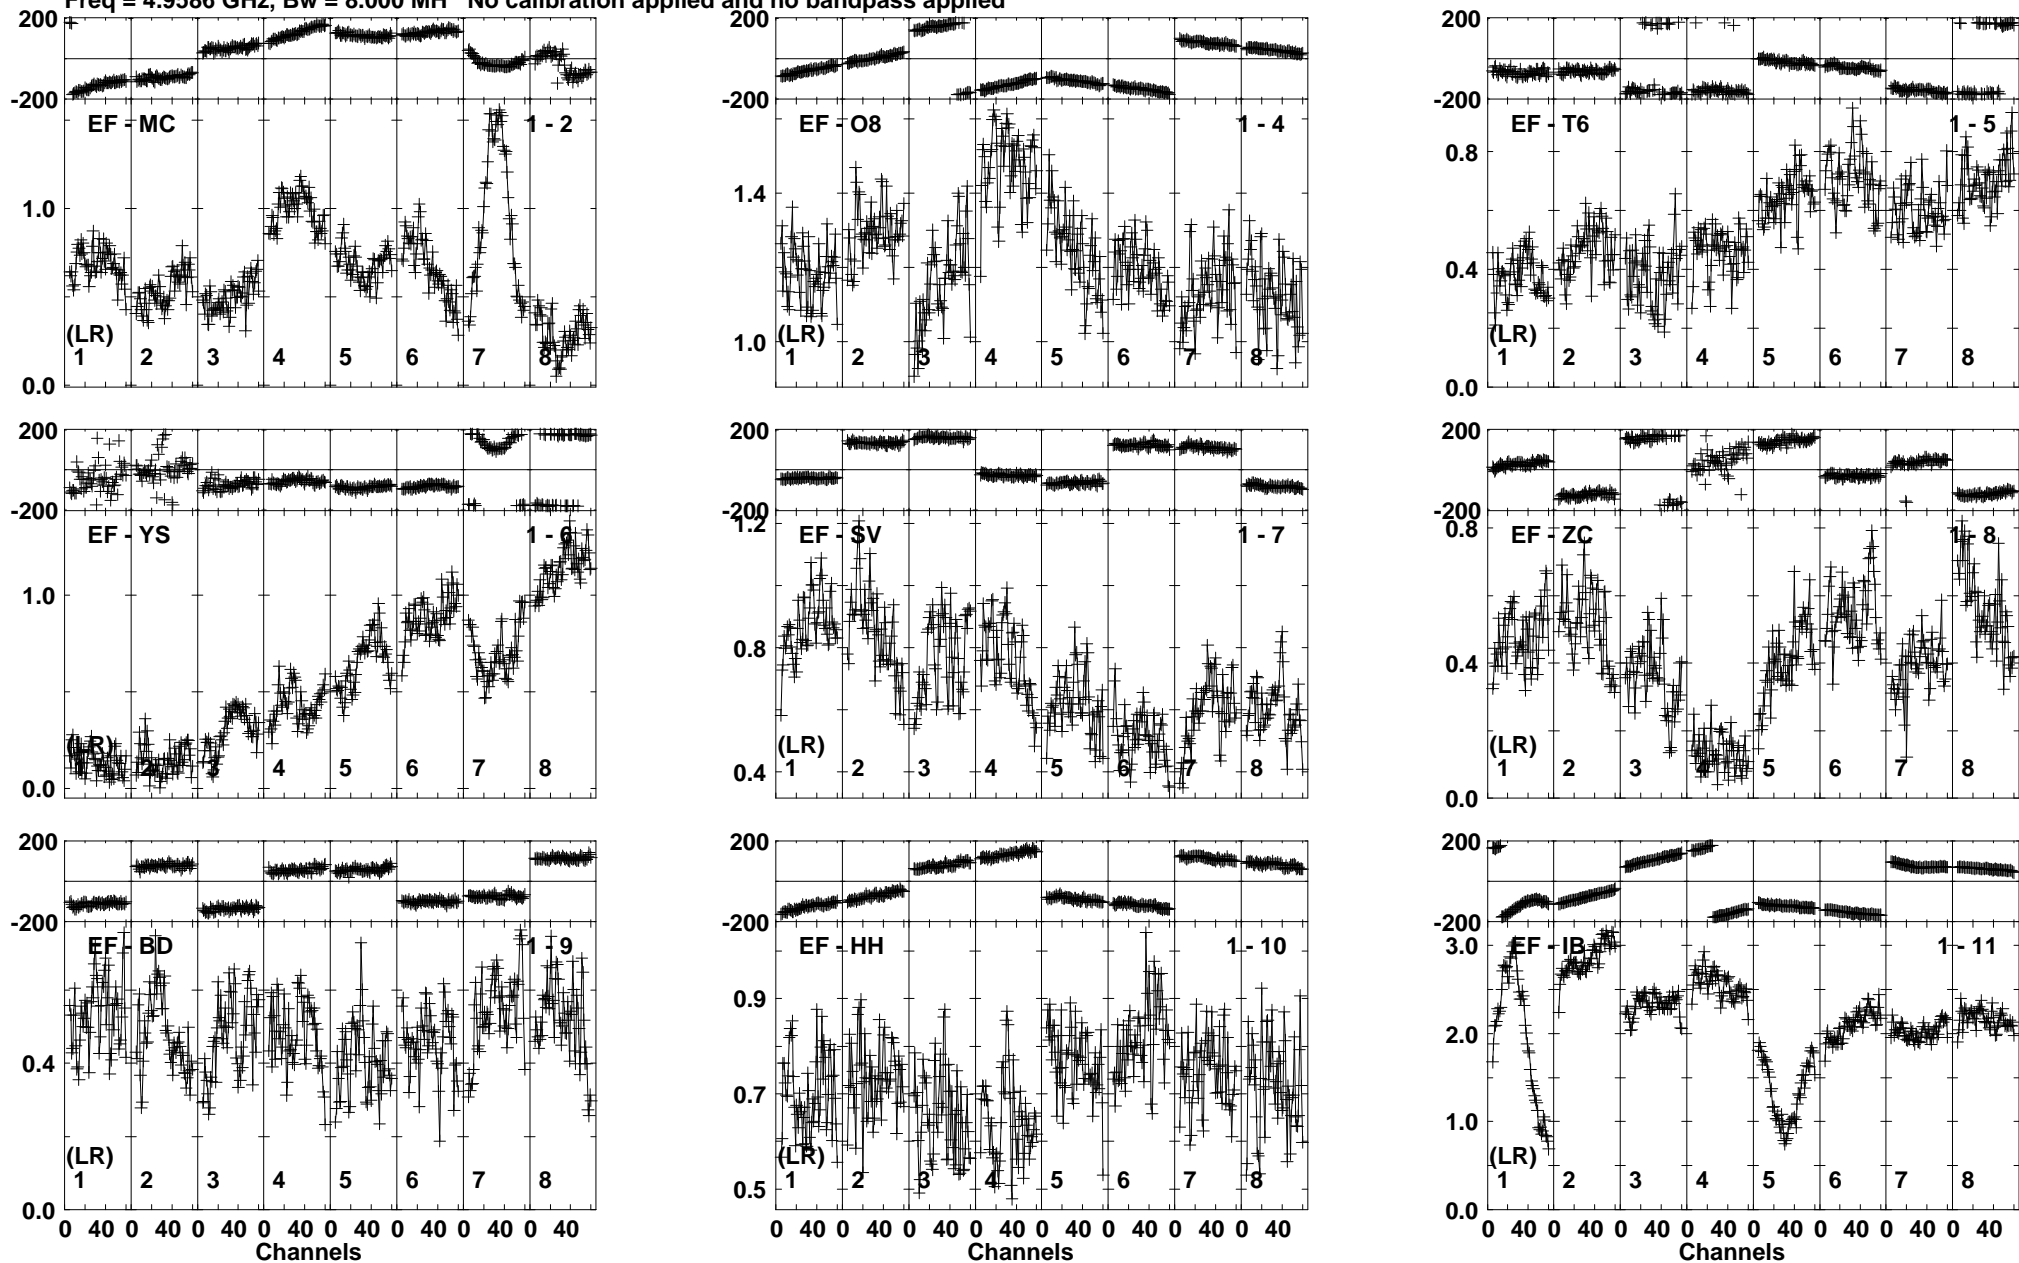 Freq = 4.9586 GHz, Bw = 8.000 MH No calibration applied and no bandpass applied
200
-200
EF - MC
1 - 2
1.0
0.0
(LR)
1 2 3 4 5 6 7 8
EF - O8
1 - 4
200
-200
1.4
1.0
(LR)
1 2 3 4 5 6 7 8
EF - T6
1 - 5
200
-200
0.8
0.4
0.0
(LR)
1 2 3 4 5 6 7 8
200
-200
EF - YS
1 - 6
1.0
0.0
(LR)
1 2 3 4 5 6 7 8
200
-200
EF - SV
1 - 7
1.2
0.8
0.4
(LR)
1 2 3 4 5 6 7 8
200
-200
EF - ZC
1 - 8
0.8
0.4
0.0
(LR)
1 2 3 4 5 6 7 8
200
-200
EF - BD
1 - 9
0.4
0.0
(LR)
1 2 3 4 5 6 7 8
0 40 0 40 0 40 0 40 0 40 0 40 0 40 0 40
Channels
200
-200
EF - HH
1 - 10
0.9
0.7
0.5
(LR)
1 2 3 4 5 6 7 8
0 40 0 40 0 40 0 40 0 40 0 40 0 40 0 40
Channels
200
-200
EF - IB
1 - 11
3.0
2.0
1.0
0.0
(LR)
1 2 3 4 5 6 7 8
0 40 0 40 0 40 0 40 0 40 0 40 0 40 0 40
Channels